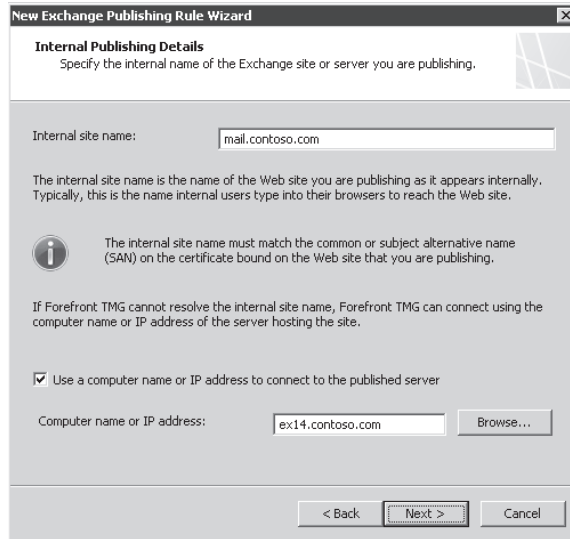 New Exchange Publishing Rule Wizard
Internal Publishing Details
Specify the internal name of the Exchange site or server you are publishing.
Internal site name:
mail.contoso.com
The internal site name is the name of the Web site you are publishing as it appears internally.
Typically, this is the name internal users type into their browsers to reach the Web site.
The internal site name must match the common or subject alternative name
(SAN) on the certificate bound on the Web site that you are publishing.
If Forefront TMG cannot resolve the internal site name, Forefront TMG can connect using the
computer name or IP address of the server hosting the site.
Use a computer name or IP address to connect to the published server
Computer name or IP address:
ex14.contoso.com
Browse...
< Back
Next >
Cancel